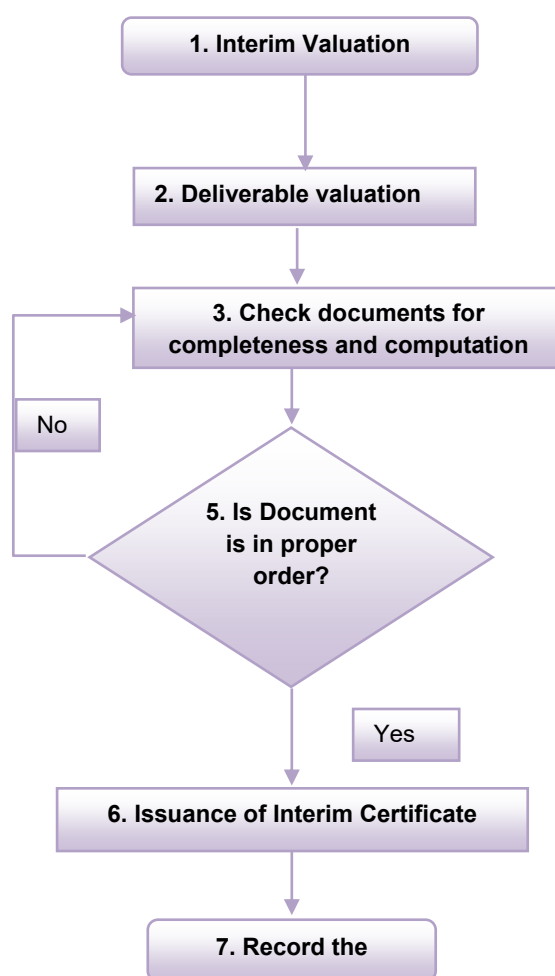 1. Interim Valuation
2. Deliverable valuation
3. Check documents for
completeness and computation
No
5. Is Document
is in proper
order?
Yes
6. Issuance of Interim Certificate
7. Record the